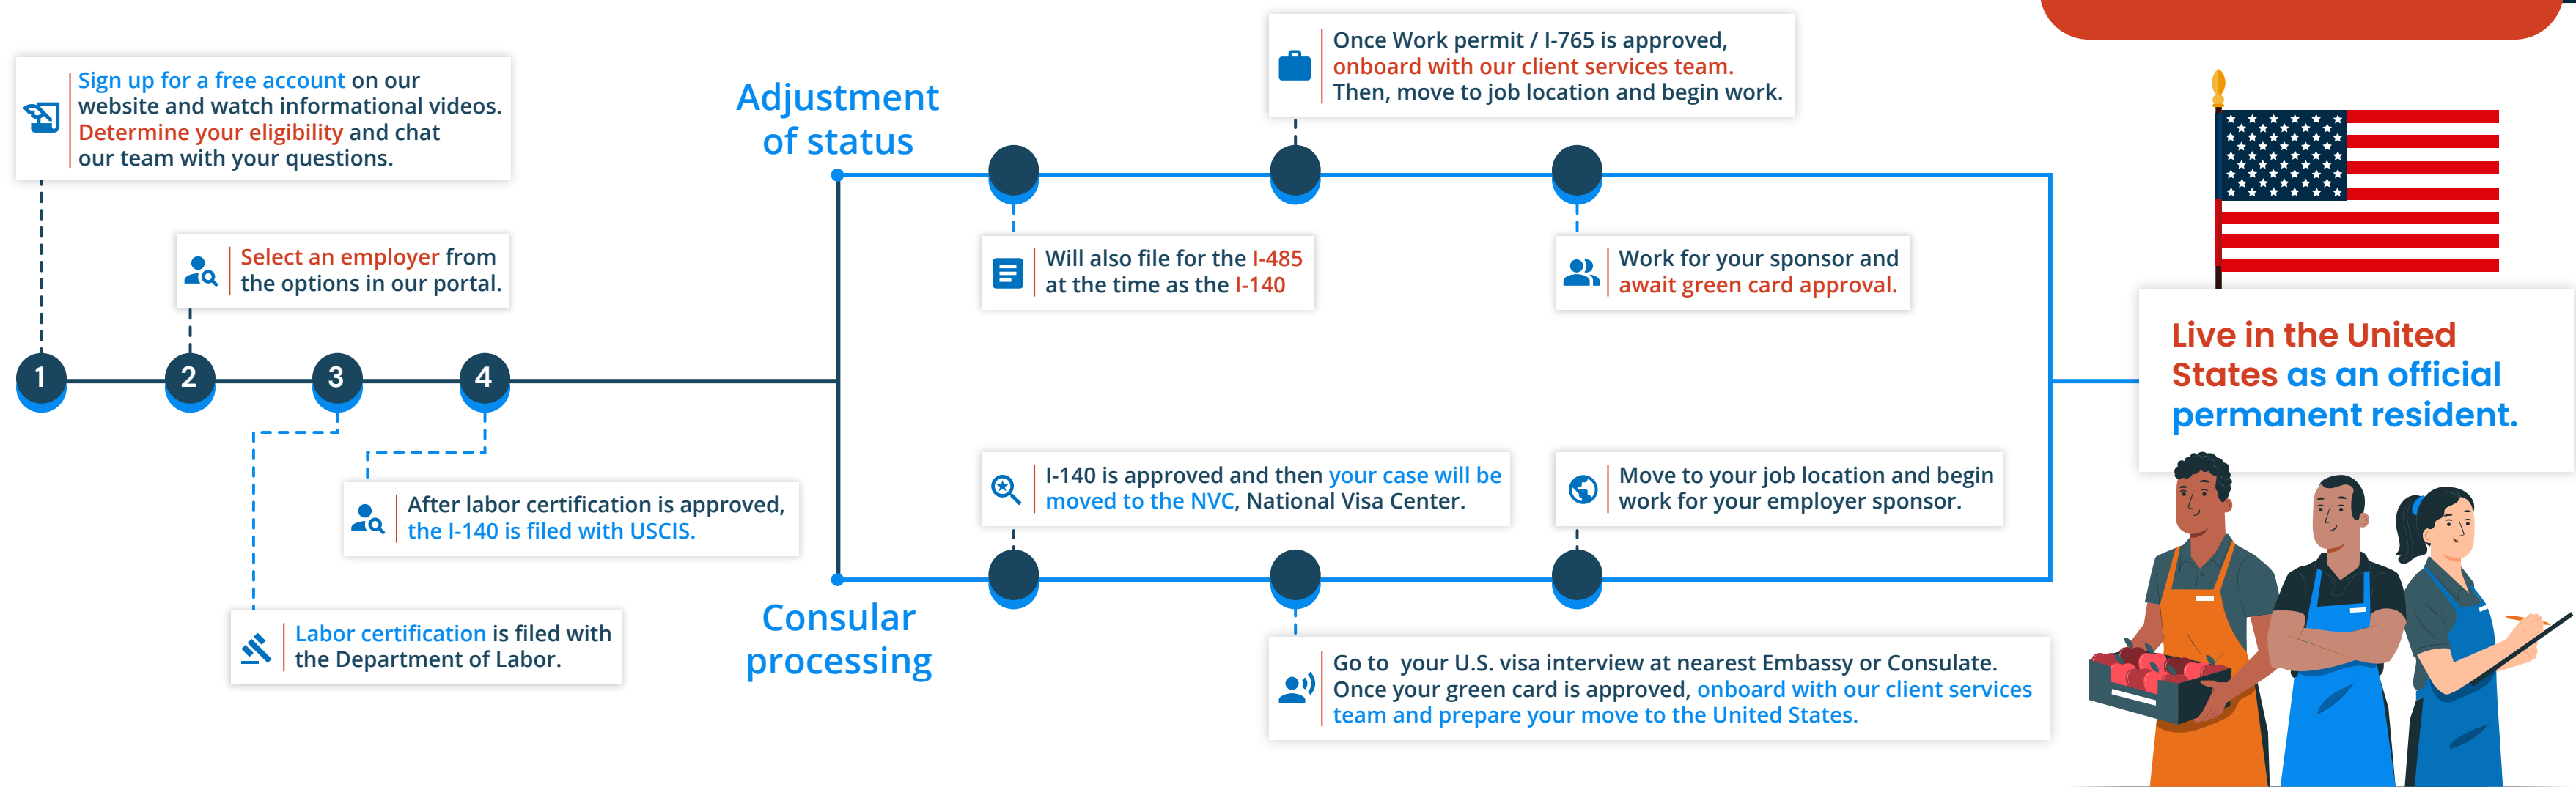 Sign up for a free account on our
website and watch informational videos.
Determine your eligibility and chat
our team with your questions.
Select an employer from
the options in our portal.
1
2
3
4
After labor certification is approved,
the I-140 is filed with USCIS.
Labor certification is filed with
the Department of Labor.
Adjustment
of status
Will also file for the I-485
at the time as the I-140
Once Work permit / I-765 is approved,
onboard with our client services team.
Then, move to job location and begin work.
Work for your sponsor and
await green card approval.
Consular
processing
I-140 is approved and then your case will be
moved to the NVC, National Visa Center.
Go to  your U.S. visa interview at nearest Embassy or Consulate.
Once your green card is approved, onboard with our client services
team and prepare your move to the United States.
Move to your job location and begin
work for your employer sponsor.
Live in the United
States as an official
permanent resident.